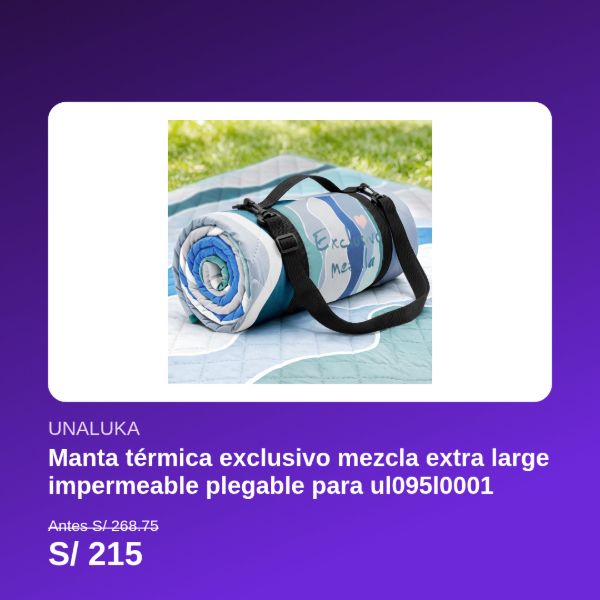 Exclusivo
mezcla
UNALUKA
Manta térmica exclusivo mezcla extra large
impermeable plegable para ul095l0001
Antes S/ 268.75
S/ 215